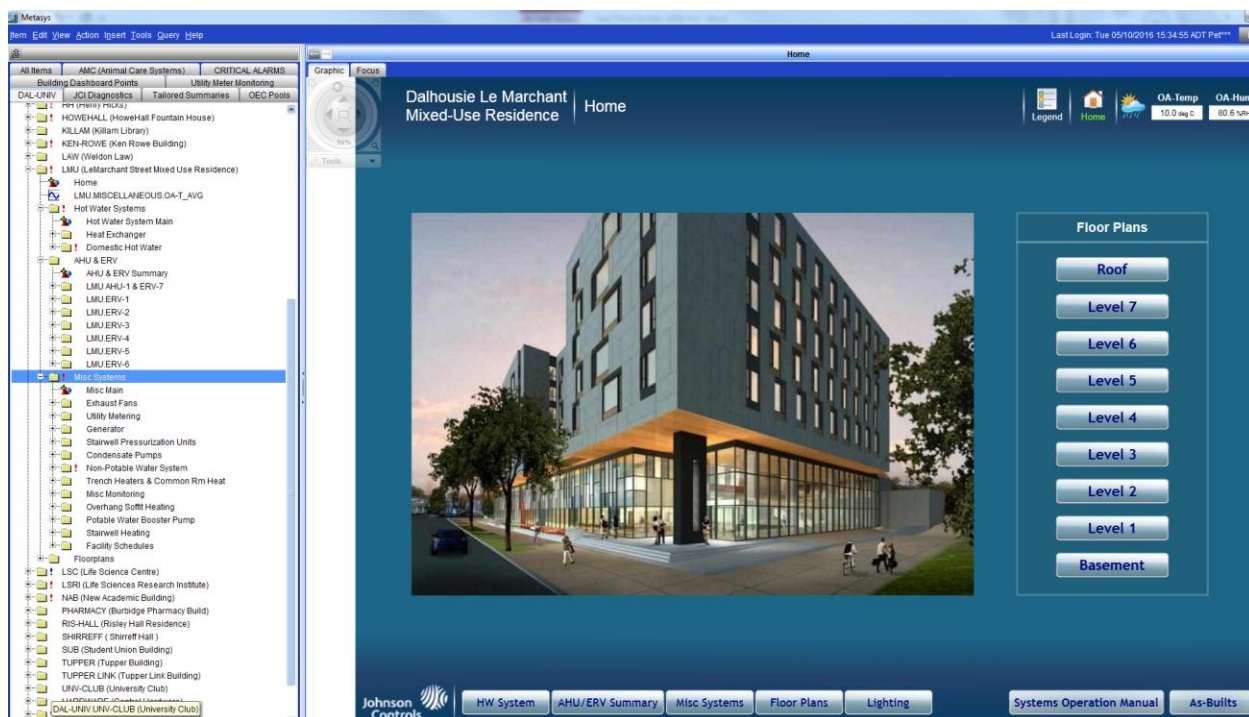 Metasys
Item Edit View Action Insert Tools Query Help
Last Login: Tue 05/10/2016 15:34:55 ADT Pet***
Home
All Items AMC (Animal Care Systems) CRITICAL ALARMS
Building Dashboard Points Utility Meter Monitoring
DAL-UNIV JCI Diagnostics Tailored Summaries OEC Pools
HH (Henry Hicks)
HOWEHALL (HoweHall Fountain House)
KILLAM (Killam Library)
KEN-ROWE (Ken Rowe Building)
LAW (Weldon Law)
LMU (LeMarchant Street Mixed Use Residence)
Home
LMU.MISCELLANEOUS.OA-T_AVG
Hot Water Systems
Hot Water System Main
Heat Exchanger
Domestic Hot Water
AHU & ERV
AHU & ERV Summary
LMU AHU-1 & ERV-7
LMU.ERV-1
LMU.ERV-2
LMU.ERV-3
LMU.ERV-4
LMU.ERV-5
LMU.ERV-6
Misc Systems
Misc Main
Exhaust Fans
Utility Metering
Generator
Stairwell Pressurization Units
Condensate Pumps
Non-Potable Water System
Trench Heaters & Common Rm Heat
Misc Monitoring
Overhang Soffit Heating
Potable Water Booster Pump
Stairwell Heating
Facility Schedules
Floorplans
LSC (Life Science Centre)
LSRI (Life Sciences Research Institute)
NAB (New Academic Building)
PHARMACY (Burbidge Pharmacy Build)
RIS-HALL (Risley Hall Residence)
SHIRREFF ( Shirreff Hall )
SUB (Student Union Building)
TUPPER (Tupper Building)
TUPPER LINK (Tupper Link Building)
UNV-CLUB (University Club)
DAL-UNIV.UNV-CLUB (University Club)
Graphic Focus
96%
Tools
Dalhousie Le Marchant
Mixed-Use Residence
Home
Legend
Home
OA-Temp OA-Hum
10.0 deg C 80.6 %RH
Floor Plans
Roof
Level 7
Level 6
Level 5
Level 4
Level 3
Level 2
Level 1
Basement
Johnson
Controls
HW System AHU/ERV Summary Misc Systems Floor Plans Lighting Systems Operation Manual As-Builts